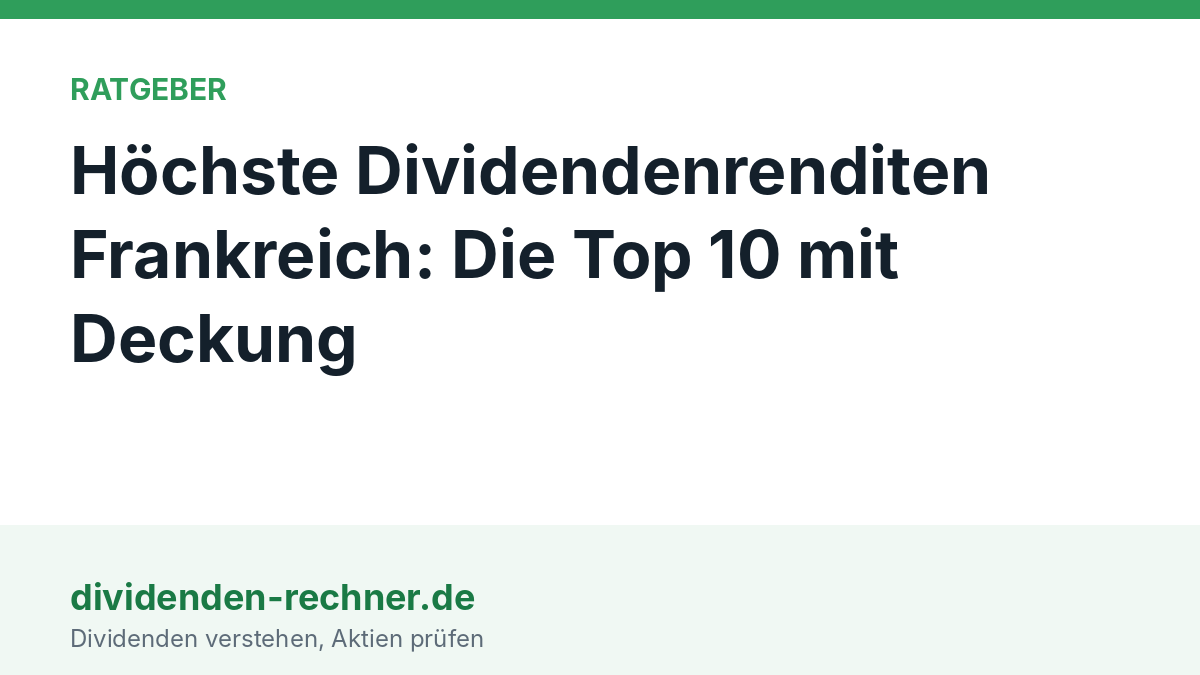 RATGEBER
Höchste Dividendenrenditen
Frankreich: Die Top 10 mit
Deckung
dividenden-rechner.de
Dividenden verstehen, Aktien prüfen